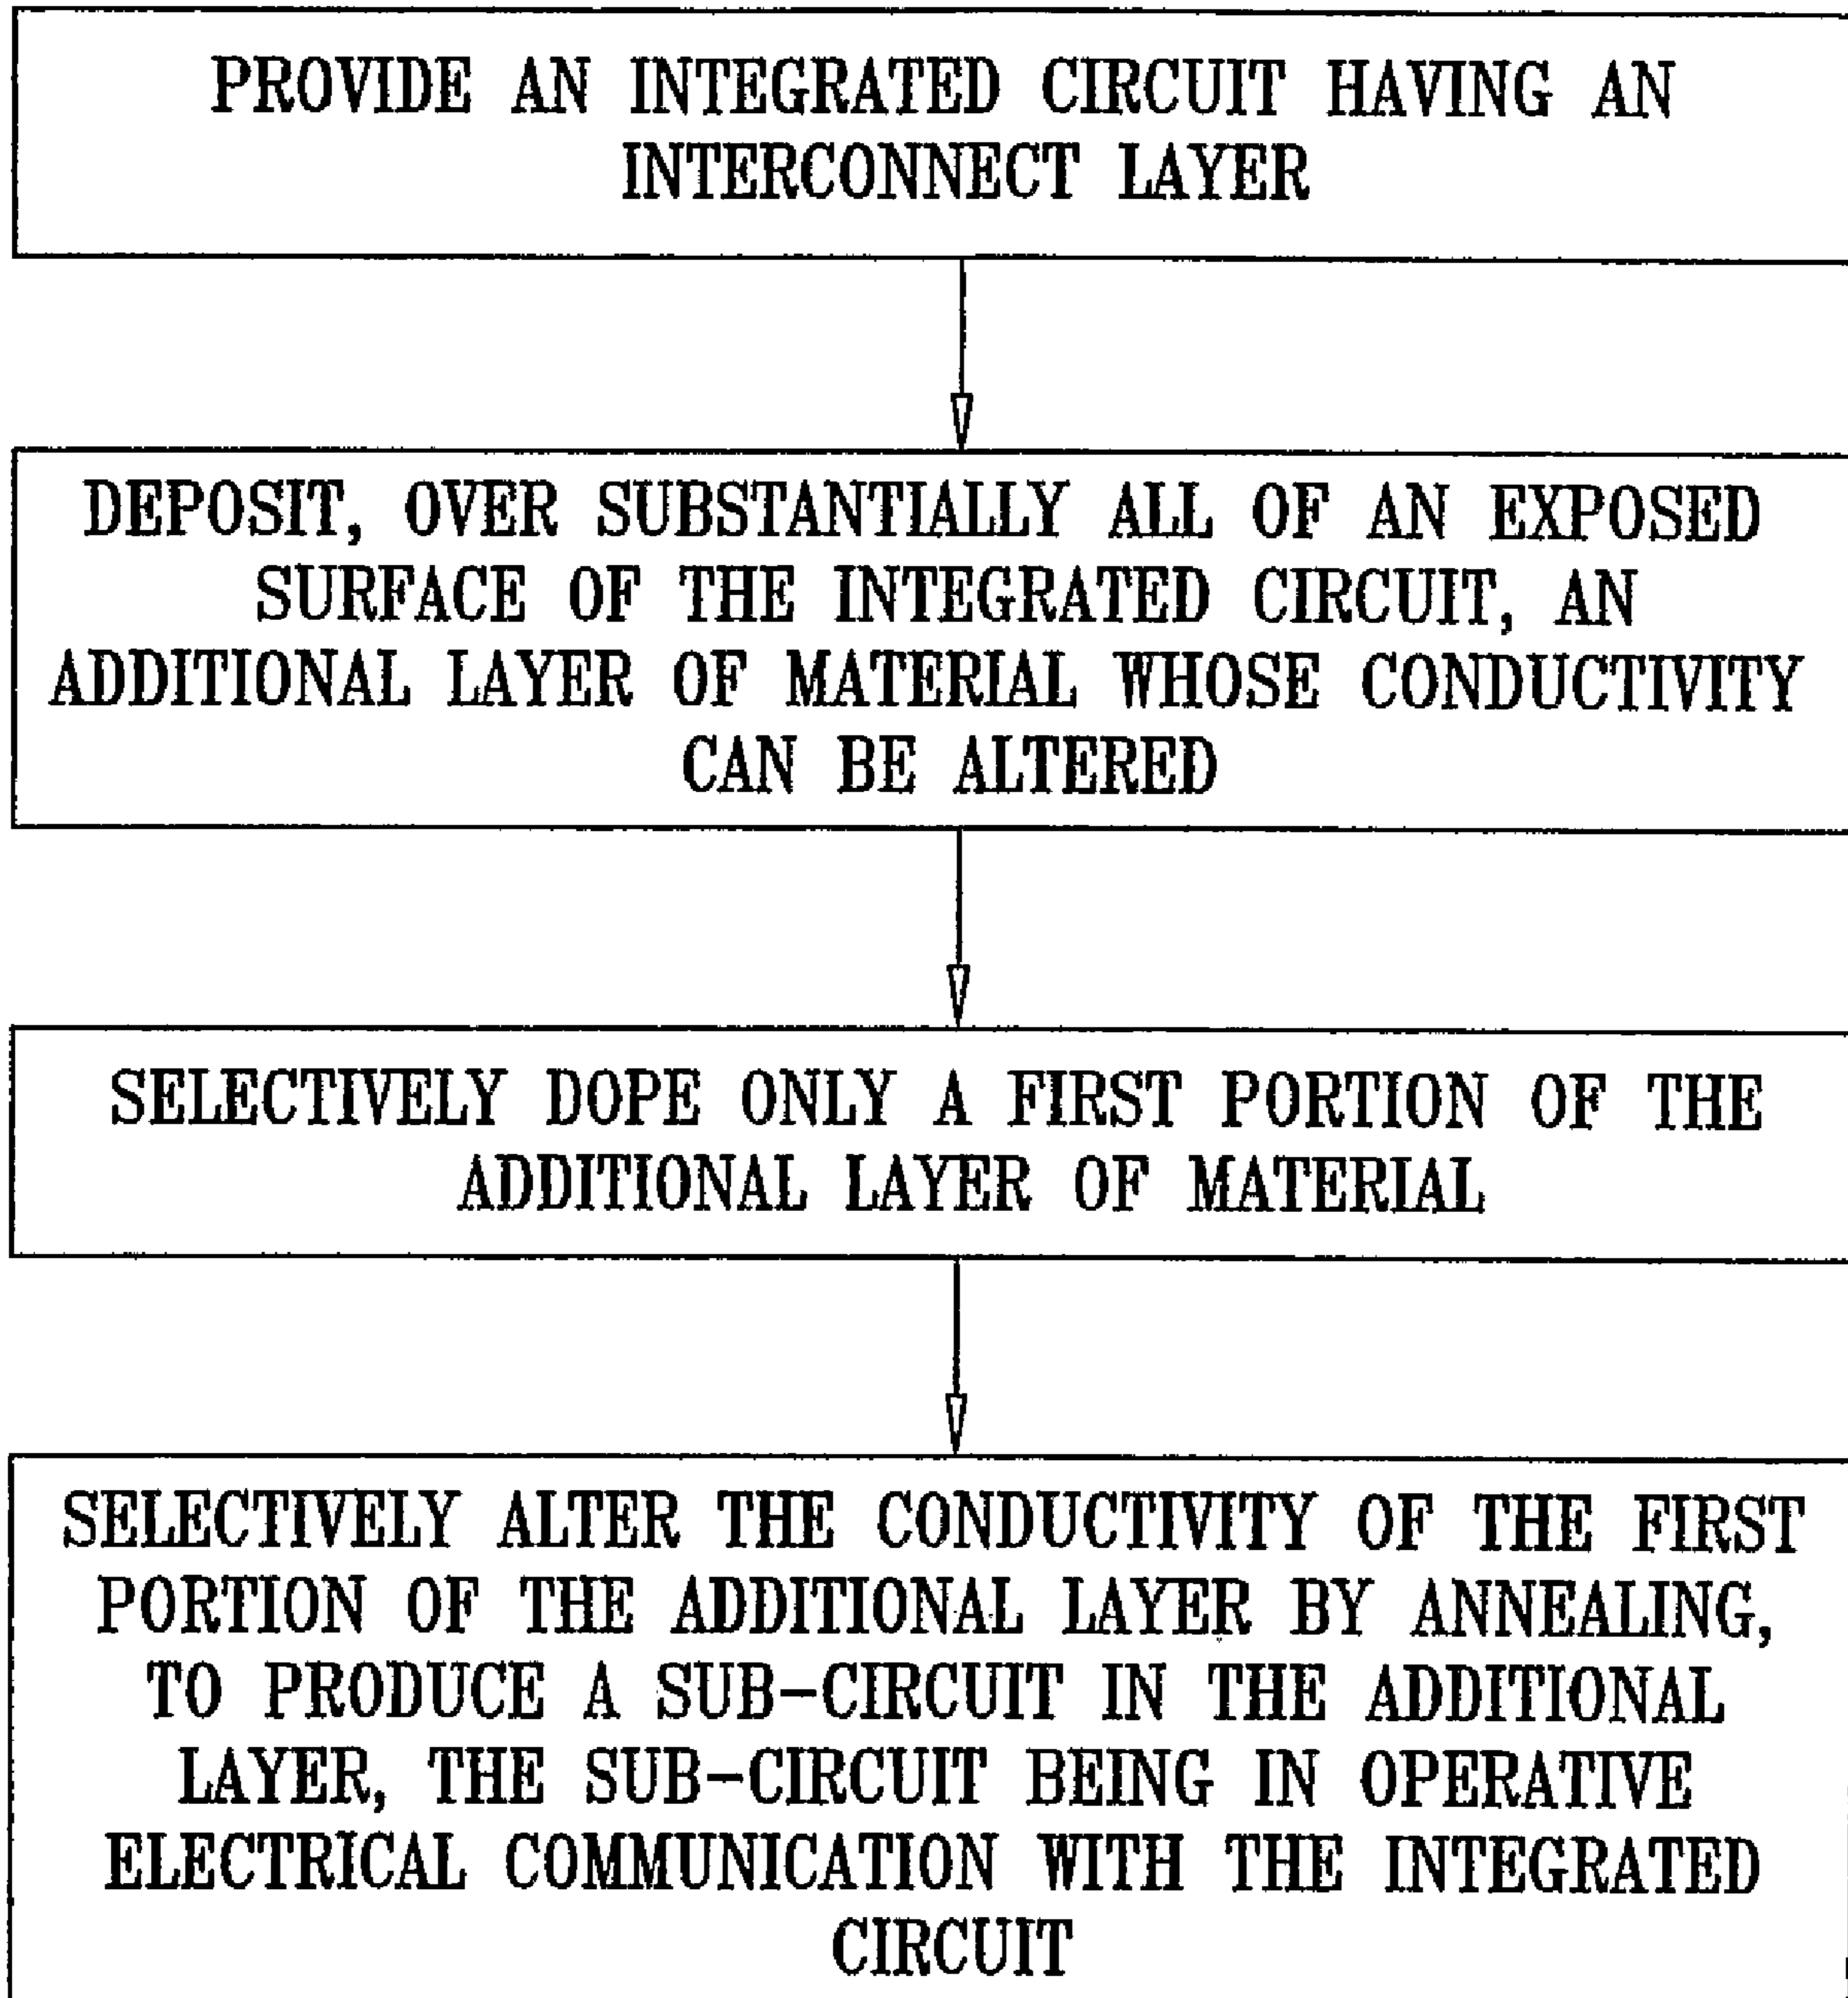 PROVIDE AN INTEGRATED CIRCUIT HAVING AN
INTERCONNECT LAYER
DEPOSIT, OVER SUBSTANTIALLY ALL OF AN EXPOSED
SURFACE OF THE INTEGRATED CIRCUIT, AN
ADDITIONAL LAYER OF MATERIAL WHOSE CONDUCTIVITY
CAN BE ALTERED
SELECTIVELY DOPE ONLY A FIRST PORTION OF THE
ADDITIONAL LAYER OF MATERIAL
SELECTIVELY ALTER THE CONDUCTIVITY OF THE FIRST
PORTION OF THE ADDITIONAL LAYER BY ANNEALING,
TO PRODUCE A SUB-CIRCUIT IN THE ADDITIONAL
LAYER, THE SUB-CIRCUIT BEING IN OPERATIVE
ELECTRICAL COMMUNICATION WITH THE INTEGRATED
CIRCUIT